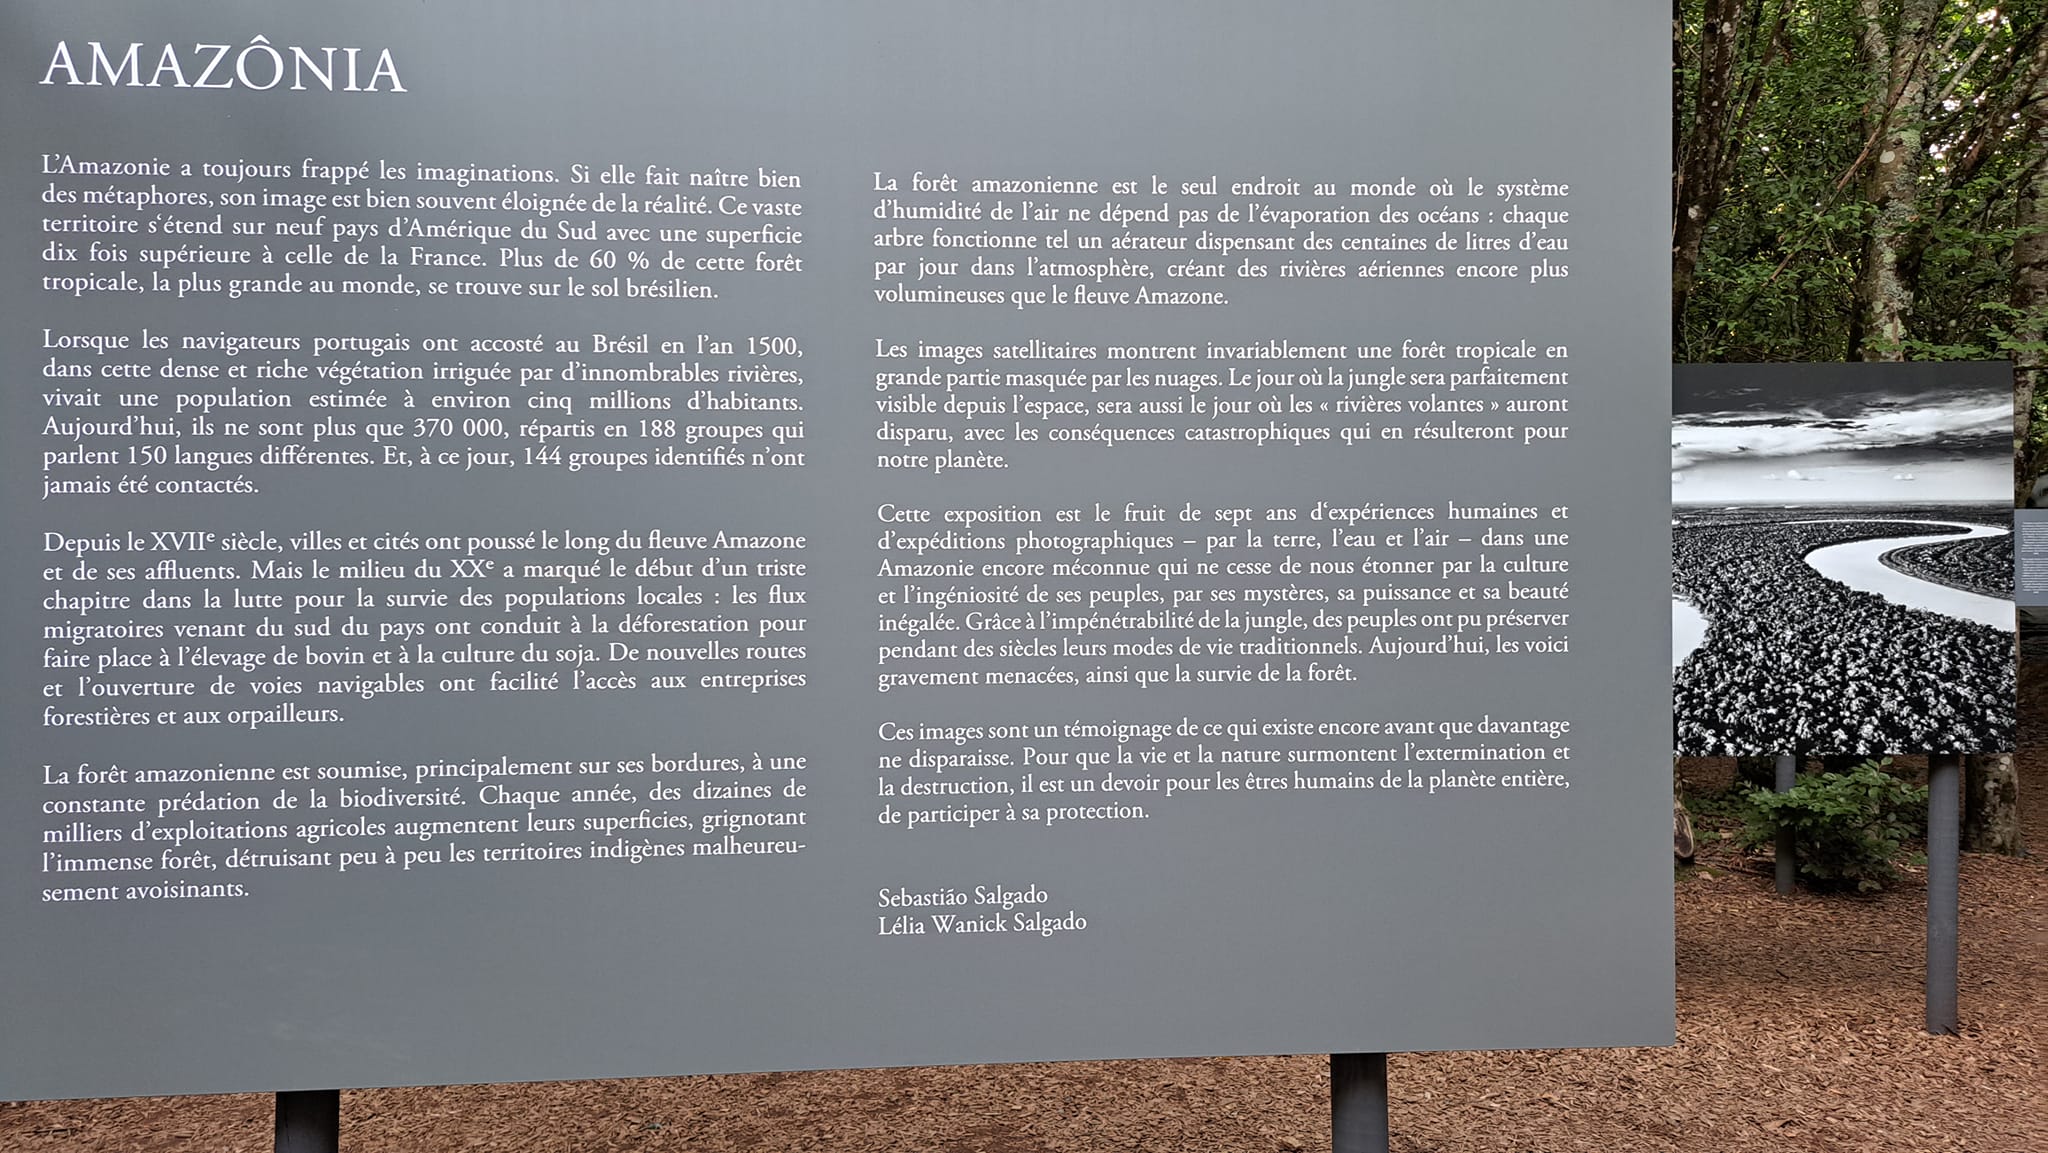 AMAZÔNIA
L’Amazonie a toujours frappé les imaginations. Si elle fait naître bien
des métaphores, son image est bien souvent éloignée de la réalité. Ce vaste
territoire s‘étend sur neuf pays d’Amérique du Sud avec une superficie
dix fois supérieure à celle de la France. Plus de 60 % de cette forêt
tropicale, la plus grande au monde, se trouve sur le sol brésilien.
Lorsque les navigateurs portugais ont accosté au Brésil en l’an 1500,
dans cette dense et riche végétation irriguée par d’innombrables rivières,
vivait une population estimée à environ cinq millions d’habitants.
Aujourd’hui, ils ne sont plus que 370 000, répartis en 188 groupes qui
parlent 150 langues différentes. Et, à ce jour, 144 groupes identifiés n’ont
jamais été contactés.
Depuis le XVIIe siècle, villes et cités ont poussé le long du fleuve Amazone
et de ses affluents. Mais le milieu du XXe a marqué le début d’un triste
chapitre dans la lutte pour la survie des populations locales : les flux
migratoires venant du sud du pays ont conduit à la déforestation pour
faire place à l’élevage de bovin et à la culture du soja. De nouvelles routes
et l’ouverture de voies navigables ont facilité l’accès aux entreprises
forestières et aux orpailleurs.
La forêt amazonienne est soumise, principalement sur ses bordures, à une
constante prédation de la biodiversité. Chaque année, des dizaines de
milliers d’exploitations agricoles augmentent leurs superficies, grignotant
l’immense forêt, détruisant peu à peu les territoires indigènes malheureu-
sement avoisinants.
La forêt amazonienne est le seul endroit au monde où le système
d’humidité de l’air ne dépend pas de l’évaporation des océans : chaque
arbre fonctionne tel un aérateur dispensant des centaines de litres d’eau
par jour dans l’atmosphère, créant des rivières aériennes encore plus
volumineuses que le fleuve Amazone.
Les images satellitaires montrent invariablement une forêt tropicale en
grande partie masquée par les nuages. Le jour où la jungle sera parfaitement
visible depuis l’espace, sera aussi le jour où les « rivières volantes » auront
disparu, avec les conséquences catastrophiques qui en résulteront pour
notre planète.
Cette exposition est le fruit de sept ans d‘expériences humaines et
d’expéditions photographiques – par la terre, l’eau et l’air – dans une
Amazonie encore méconnue qui ne cesse de nous étonner par la culture
et l’ingéniosité de ses peuples, par ses mystères, sa puissance et sa beauté
inégalée. Grâce à l’impénétrabilité de la jungle, des peuples ont pu préserver
pendant des siècles leurs modes de vie traditionnels. Aujourd’hui, les voici
gravement menacées, ainsi que la survie de la forêt.
Ces images sont un témoignage de ce qui existe encore avant que davantage
ne disparaisse. Pour que la vie et la nature surmontent l’extermination et
la destruction, il est un devoir pour les êtres humains de la planète entière,
de participer à sa protection.
Sebastião Salgado
Lélia Wanick Salgado